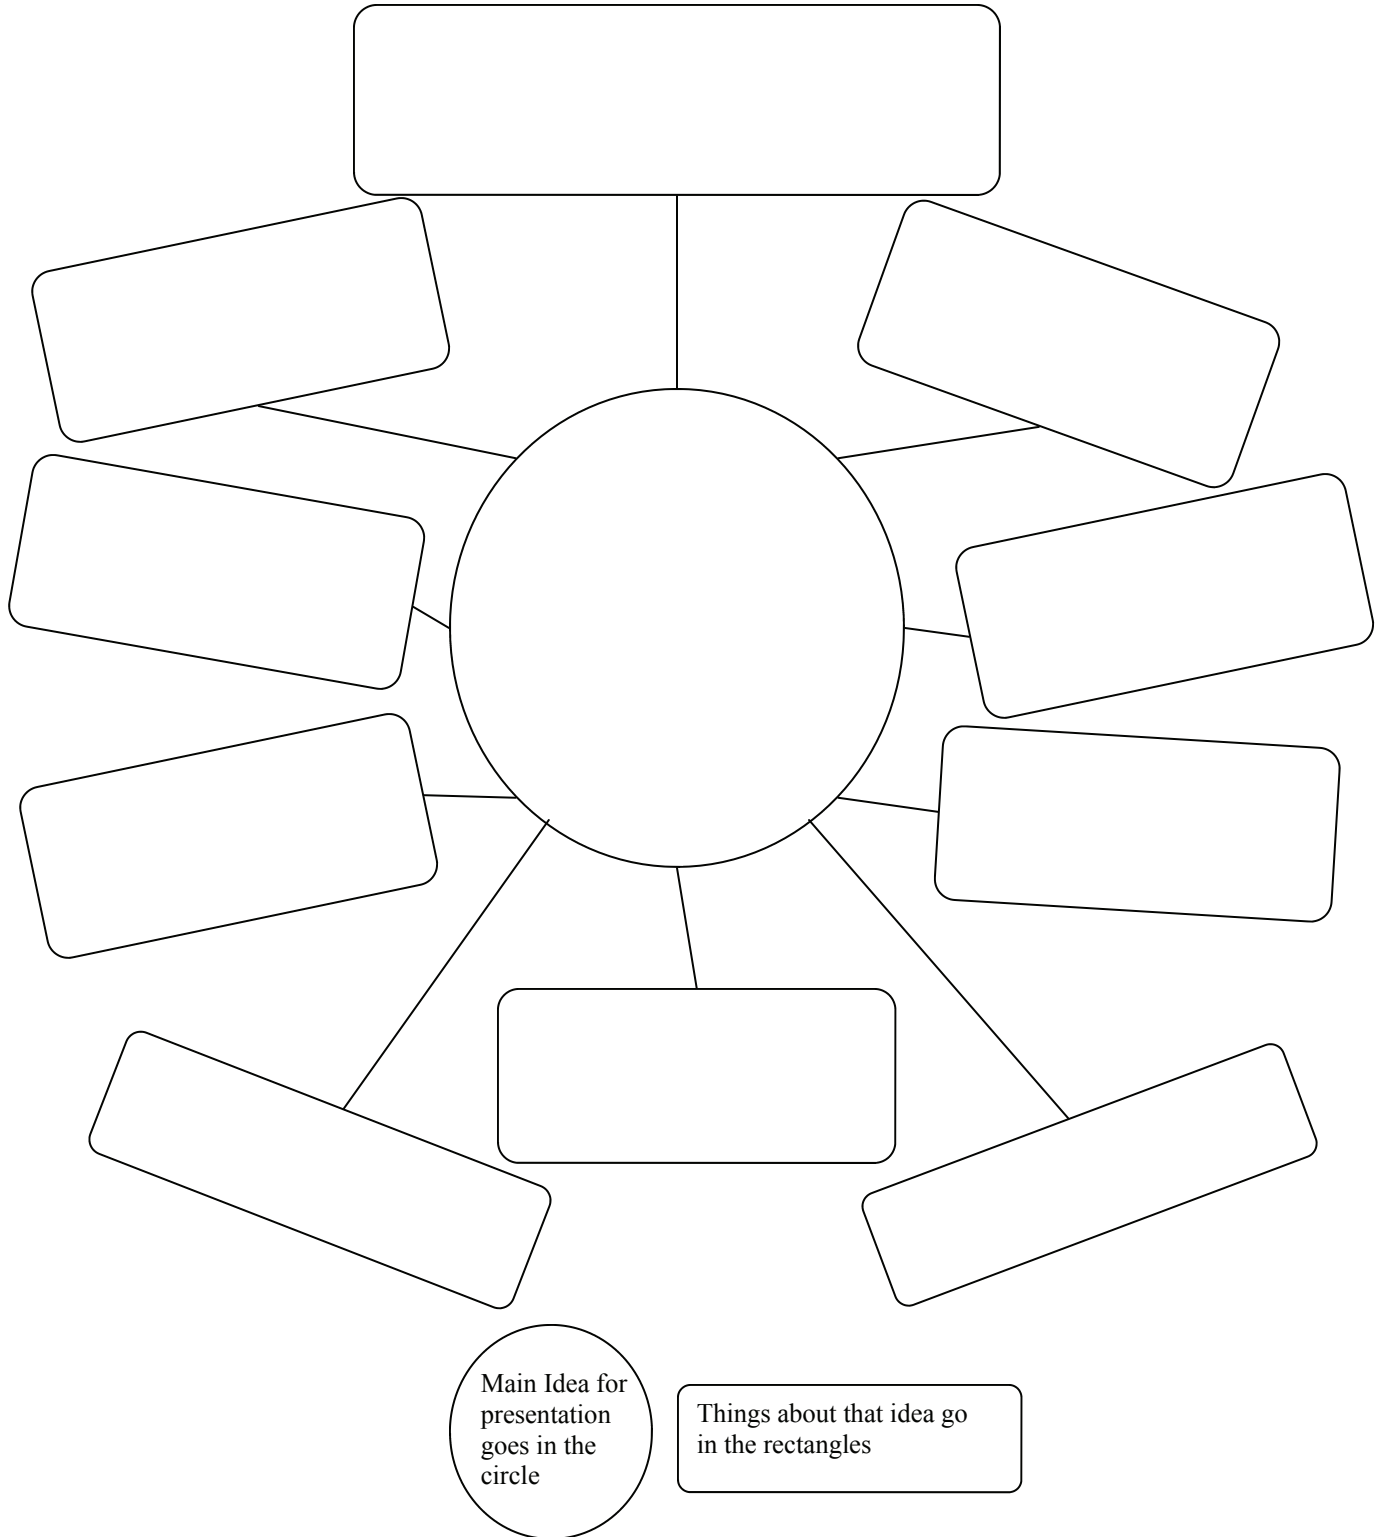 Main Idea for
presentation
goes in the
circle
Things about that idea go
in the rectangles